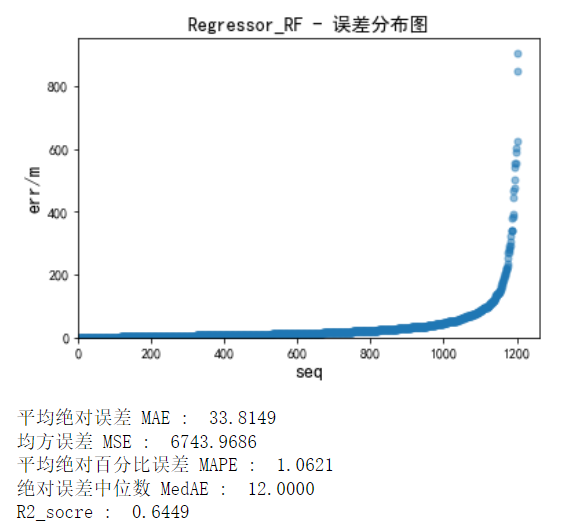 Regressor_RF - 误差分布图
err/m
800
600
400
200
0
0 200 400 600 800 1000 1200
seq
平均绝对误差 MAE : 33.8149
均方误差 MSE : 6743.9686
平均绝对百分比误差 MAPE : 1.0621
绝对误差中位数 MedAE : 12.0000
R2_socre : 0.6449